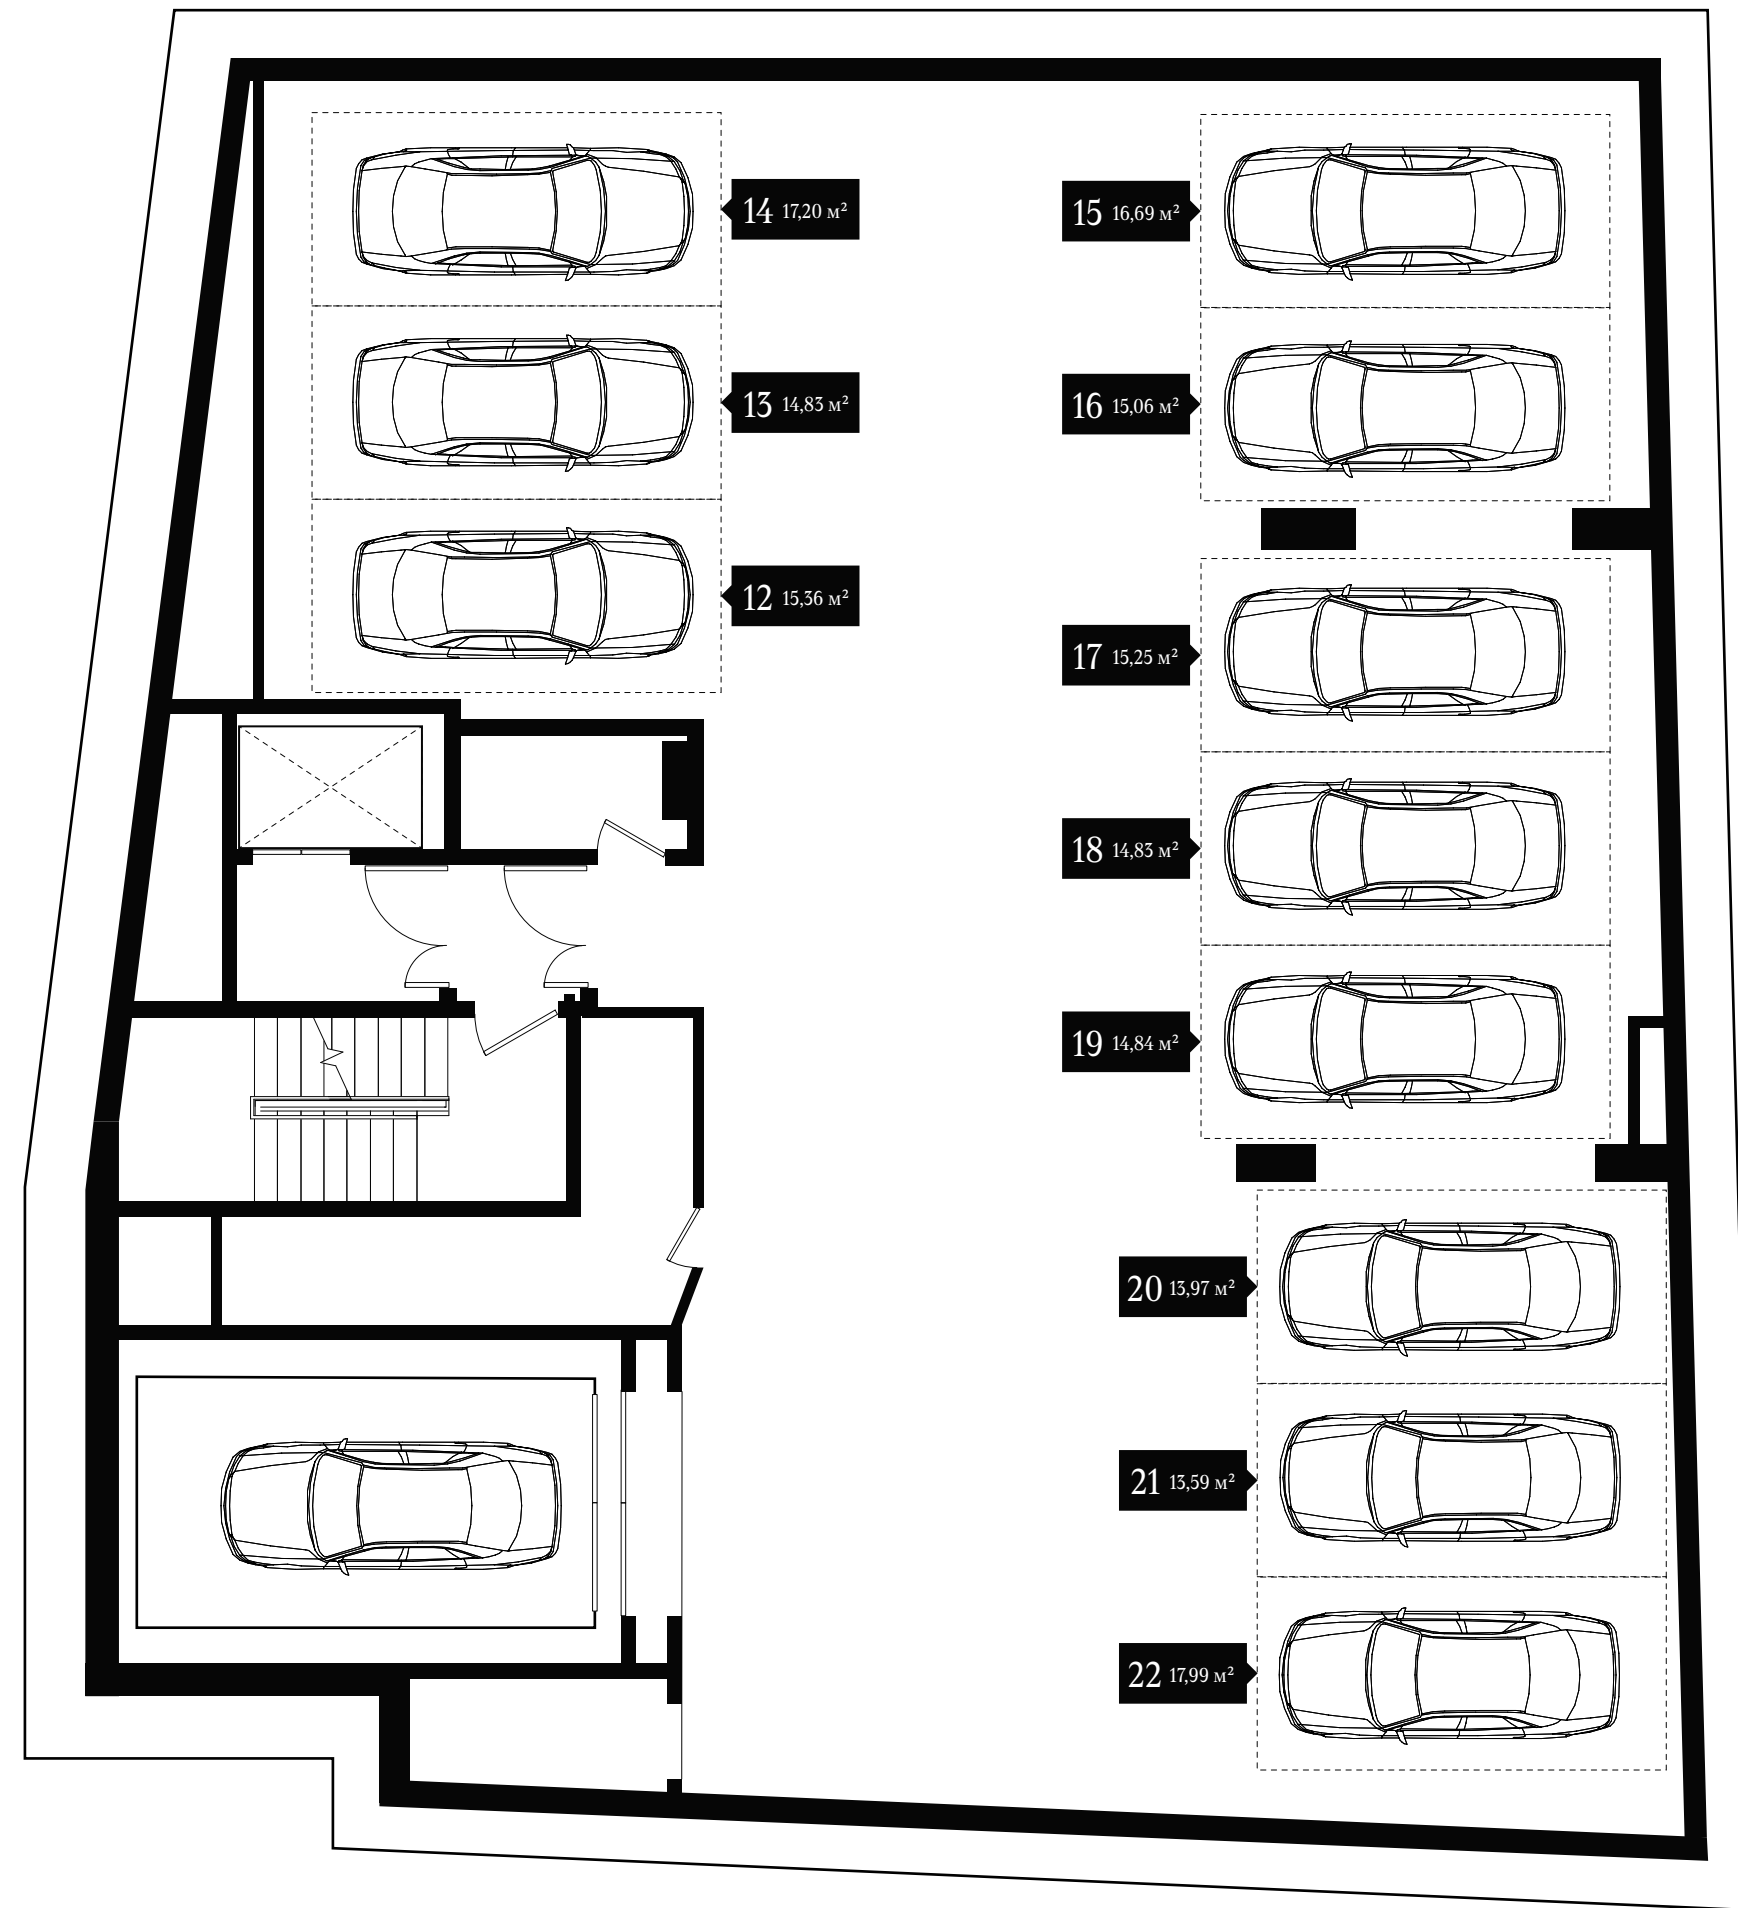 14 17,20 м²
15 16,69 м²
13 14,83 м²
16 15,06 м²
12 15,36 м²
17 15,25 м²
18 14,83 м²
19 14,84 м²
20 13,97 м²
21 13,59 м²
22 17,99 м²